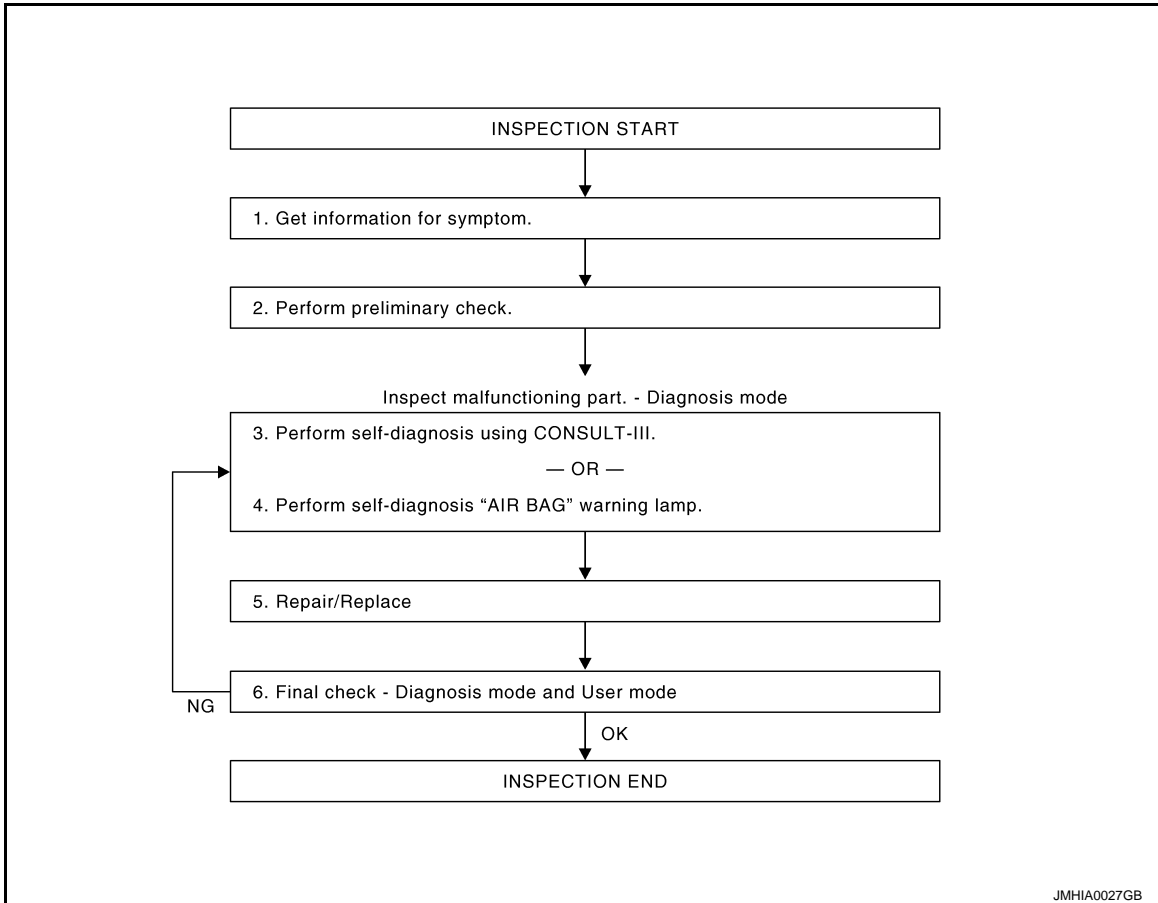 INSPECTION START
1. Get information for symptom.
2. Perform preliminary check.
Inspect malfunctioning part. - Diagnosis mode
3. Perform self-diagnosis using CONSULT-III.
— OR —
4. Perform self-diagnosis “AIR BAG” warning lamp.
5. Repair/Replace
6. Final check - Diagnosis mode and User mode
NG
OK
INSPECTION END
JMHIA0027GB